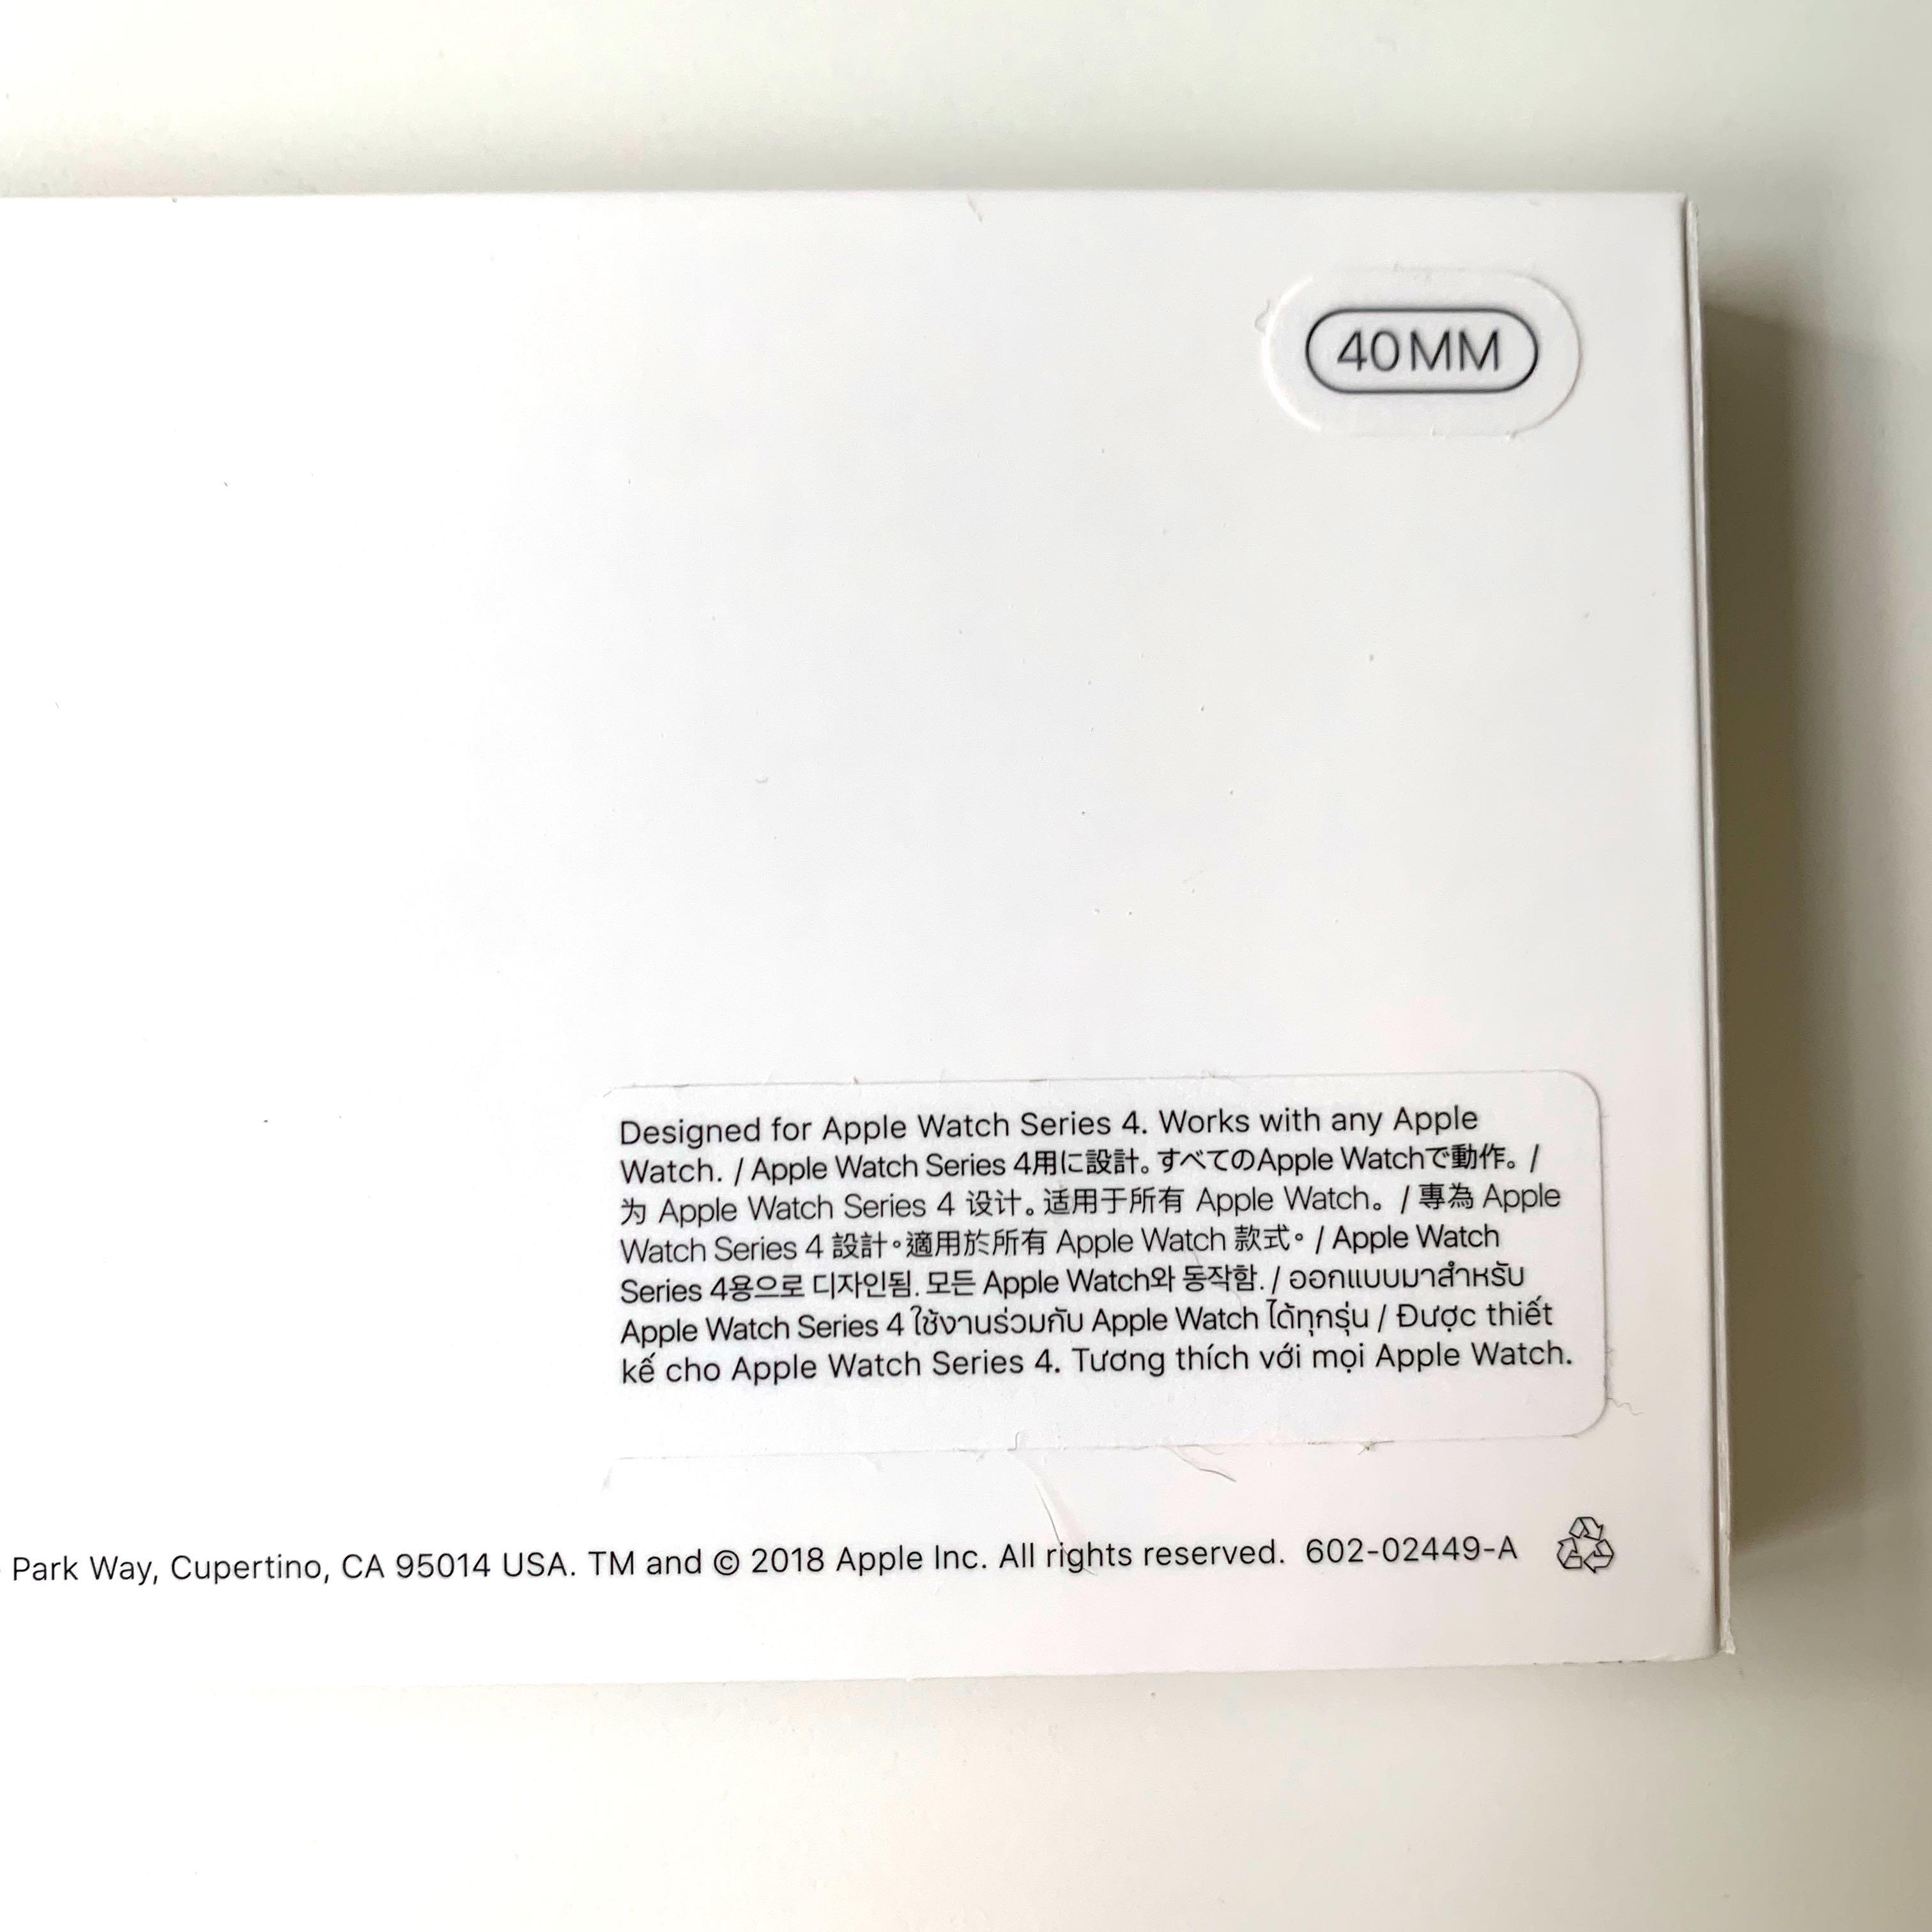 40MM
Designed for Apple Watch Series 4. Works with any Apple
Watch. / Apple Watch Series 4用に設計。すべてのApple Watchで動作。 /
为 Apple Watch Series 4 设计。适用于所有 Apple Watch。 / 專為 Apple
Watch Series 4 設計。適用於所有 Apple Watch 款式。 / Apple Watch
Series 4용으로 디자인됨. 모든 Apple Watch와 동작함. / ออกแบบมาสำหรับ
Apple Watch Series 4 ใช้งานร่วมกับ Apple Watch ได้ทุกรุ่น / Được thiết
kế cho Apple Watch Series 4. Tương thích với mọi Apple Watch.
Park Way, Cupertino, CA 95014 USA. TM and © 2018 Apple Inc. All rights reserved. 602-02449-A